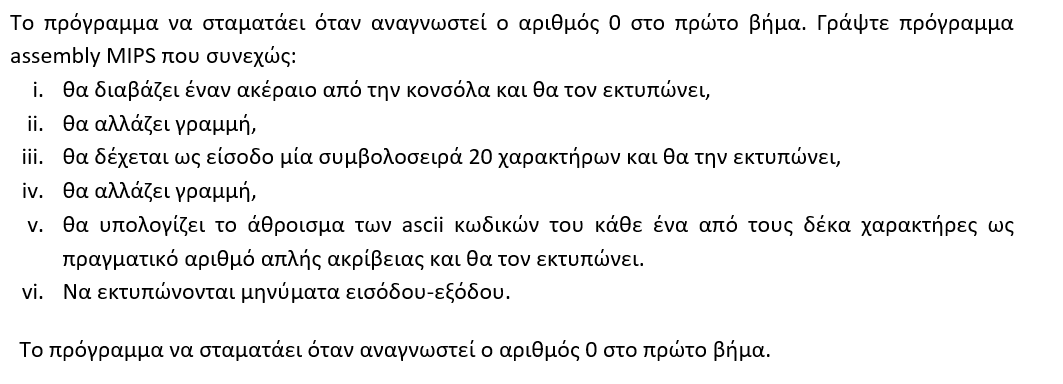 Το πρόγραμμα να σταματάει όταν αναγνωστεί ο αριθμός 0 στο πρώτο βήμα. Γράψτε πρόγραμμα
assembly MIPS που συνεχώς:
i. θα διαβάζει έναν ακέραιο από την κονσόλα και θα τον εκτυπώνει,
ii. θα αλλάζει γραμμή,
iii. θα δέχεται ως είσοδο μία συμβολοσειρά 20 χαρακτήρων και θα την εκτυπώνει,
iv. θα αλλάζει γραμμή,
v. θα υπολογίζει το άθροισμα των ascii κωδικών του κάθε ένα από τους δέκα χαρακτήρες ως
πραγματικό αριθμό απλής ακρίβειας και θα τον εκτυπώνει.
vi. Να εκτυπώνονται μηνύματα εισόδου-εξόδου.
Το πρόγραμμα να σταματάει όταν αναγνωστεί ο αριθμός 0 στο πρώτο βήμα.